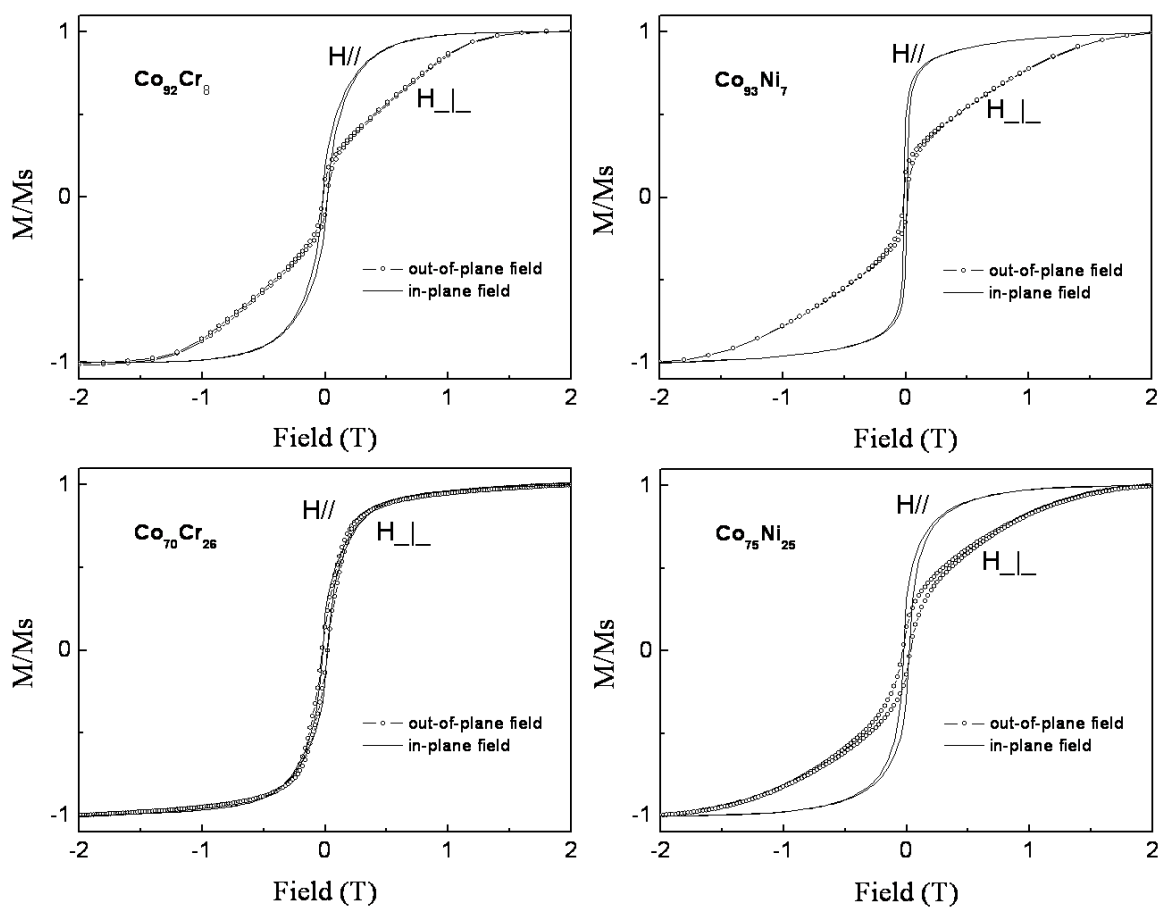 1
0
-1
M/Ms
Co92Cr8
H//
H_|_
out-of-plane field
in-plane field
-2 -1 0 1 2
Field (T)
1
0
-1
M/Ms
Co93Ni7
H//
H_|_
out-of-plane field
in-plane field
-2 -1 0 1 2
Field (T)
1
0
-1
M/Ms
Co70Cr26
H//
H_|_
out-of-plane field
in-plane field
-2 -1 0 1 2
Field (T)
1
0
-1
M/Ms
Co75Ni25
H//
H_|_
out-of-plane field
in-plane field
-2 -1 0 1 2
Field (T)